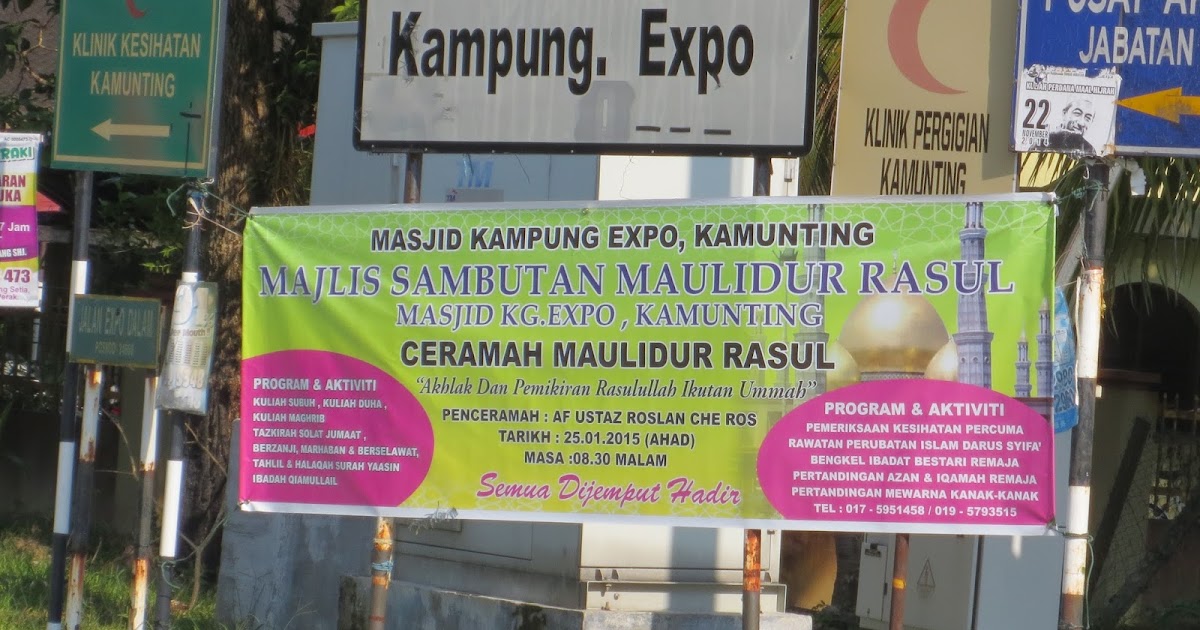 KLINIK KESIHATAN
KAMUNTING
Kampung. Expo
KLINIK PERGIGIAN
KAMUNTING
JABATAN
22
NOVEMBER
7 Jam
473
JALAN EXPO DALAM
MASJID KAMPUNG EXPO, KAMUNTING
MAJLIS SAMBUTAN MAULIDUR RASUL
MASJID KG.EXPO , KAMUNTING
CERAMAH MAULIDUR RASUL
"Akhlak Dan Pemikiran Rasulullah Ikutan Ummah"
PENCERAMAH : AF USTAZ ROSLAN CHE ROS
TARIKH : 25.01.2015 (AHAD)
MASA :08.30 MALAM
Semua Dijemput Hadir
PROGRAM & AKTIVITI
KULIAH SUBUH , KULIAH DUHA ,
KULIAH MAGHRIB
TAZKIRAH SOLAT JUMAAT ,
BERZANJI, MARHABAN & BERSELAWAT,
TAHLIL & HALAQAH SURAH YAASIN
IBADAH QIAMULLAIL
PROGRAM & AKTIVITI
PEMERIKSAAN KESIHATAN PERCUMA
RAWATAN PERUBATAN ISLAM DARUS SYIFA'
BENGKEL IBADAT BESTARI REMAJA
PERTANDINGAN AZAN & IQAMAH REMAJA
PERTANDINGAN MEWARNA KANAK-KANAK
TEL : 017 - 5951458 / 019 - 5793515